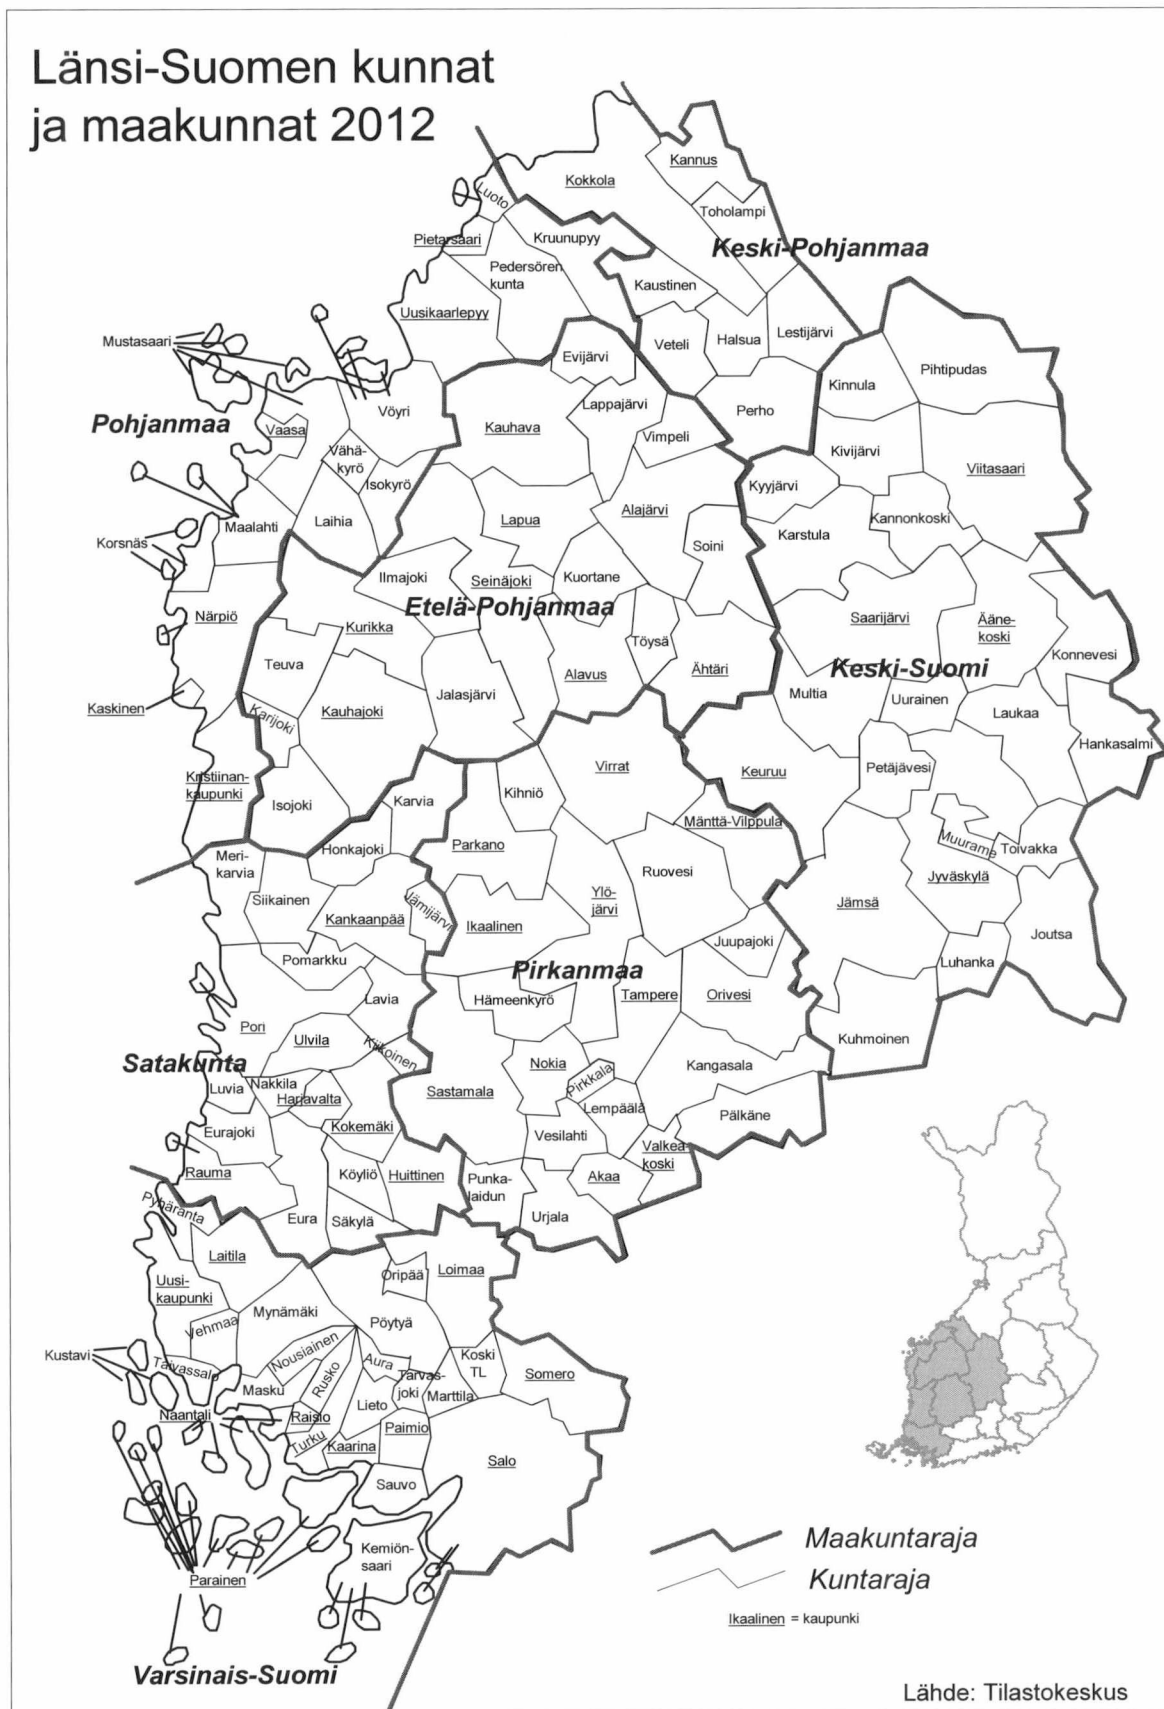 Länsi-Suomen kunnat
ja maakunnat 2012
Kannus
Kokkola
Luoto
Toholampi
Pietarsaari
Kruunupyy
Keski-Pohjanmaa
Pedersören
kunta
Kaustinen
Uusikaarlepyy
Mustasaari
Veteli
Halsua
Lestijärvi
Evijärvi
Pihtipudas
Kinnula
Lappajärvi
Perho
Vöyri
Pohjanmaa
Vaasa
Kauhava
Vimpeli
Vähä-
kyrö
Isokyrö
Kivijärvi
Viitasaari
Kyyjärvi
Maalahti
Laihia
Lapua
Alajärvi
Kannonkoski
Karstula
Korsnäs
Soini
Ilmajoki
Seinäjoki
Kuortane
Etelä-Pohjanmaa
Närpiö
Kurikka
Saarijärvi
Ääne-
koski
Töysä
Konnevesi
Teuva
Alavus
Ähtäri
Keski-Suomi
Jalasjärvi
Multia
Uurainen
Kaskinen
Karijoki
Kauhajoki
Laukaa
Hankasalmi
Virrat
Keuruu
Petäjävesi
Kristiinan-
kaupunki
Isojoki
Karvia
Kihniö
Mänttä-Vilppula
Honkajoki
Parkano
Muurame
Toivakka
Meri-
karvia
Ruovesi
Jyväskylä
Siikainen
Kankaanpää
Jämijärvi
Ikaalinen
Ylö-
järvi
Jämsä
Joutsa
Juupajoki
Pomarkku
Pirkanmaa
Luhanka
Lavia
Hämeenkyrö
Tampere
Orivesi
Pori
Ulvila
Kiikoinen
Kuhmoinen
Satakunta
Nokia
Pirkkala
Kangasala
Luvia
Nakkila
Harjavalta
Sastamala
Lempäälä
Pälkäne
Eurajoki
Kokemäki
Vesilahti
Valkea-
koski
Rauma
Köyliö
Huittinen
Punka-
laidun
Akaa
Pyhäranta
Eura
Säkylä
Urjala
Laitila
Oripää
Loimaa
Uusi-
kaupunki
Mynämäki
Pöytyä
Vehmaa
Kustavi
Taivassalo
Nousiainen
Aura
Koski
TL
Somero
Masku
Rusko
Tarvas-
joki
Marttila
Naantali
Raisio
Lieto
Turku
Kaarina
Paimio
Salo
Sauvo
Kemiön-
saari
Parainen
Varsinais-Suomi
Maakuntaraja
Kuntaraja
Ikaalinen = kaupunki
Lähde: Tilastokeskus